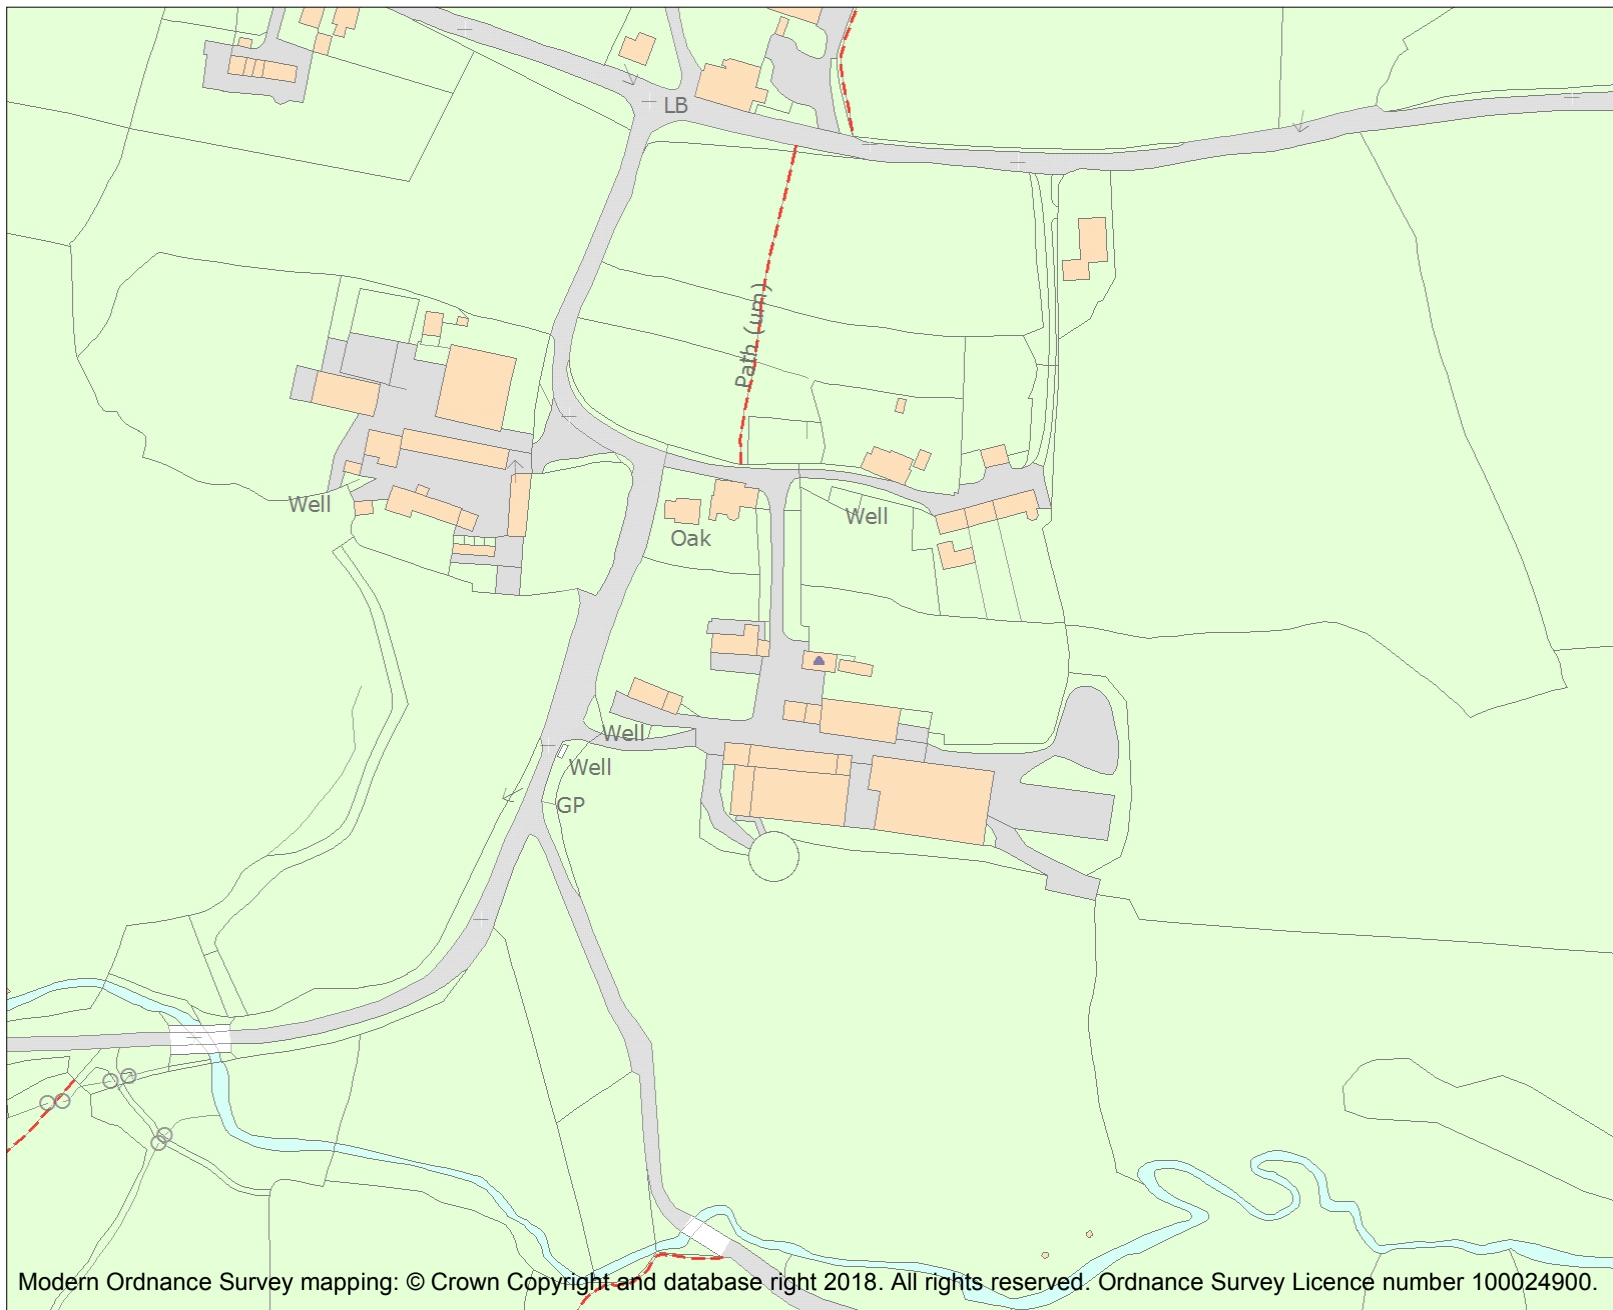 LB
Path (um)
Well
Well
Oak
Well
Well
GP
Modern Ordnance Survey mapping: © Crown Copyright and database right 2018. All rights reserved. Ordnance Survey Licence number 100024900.